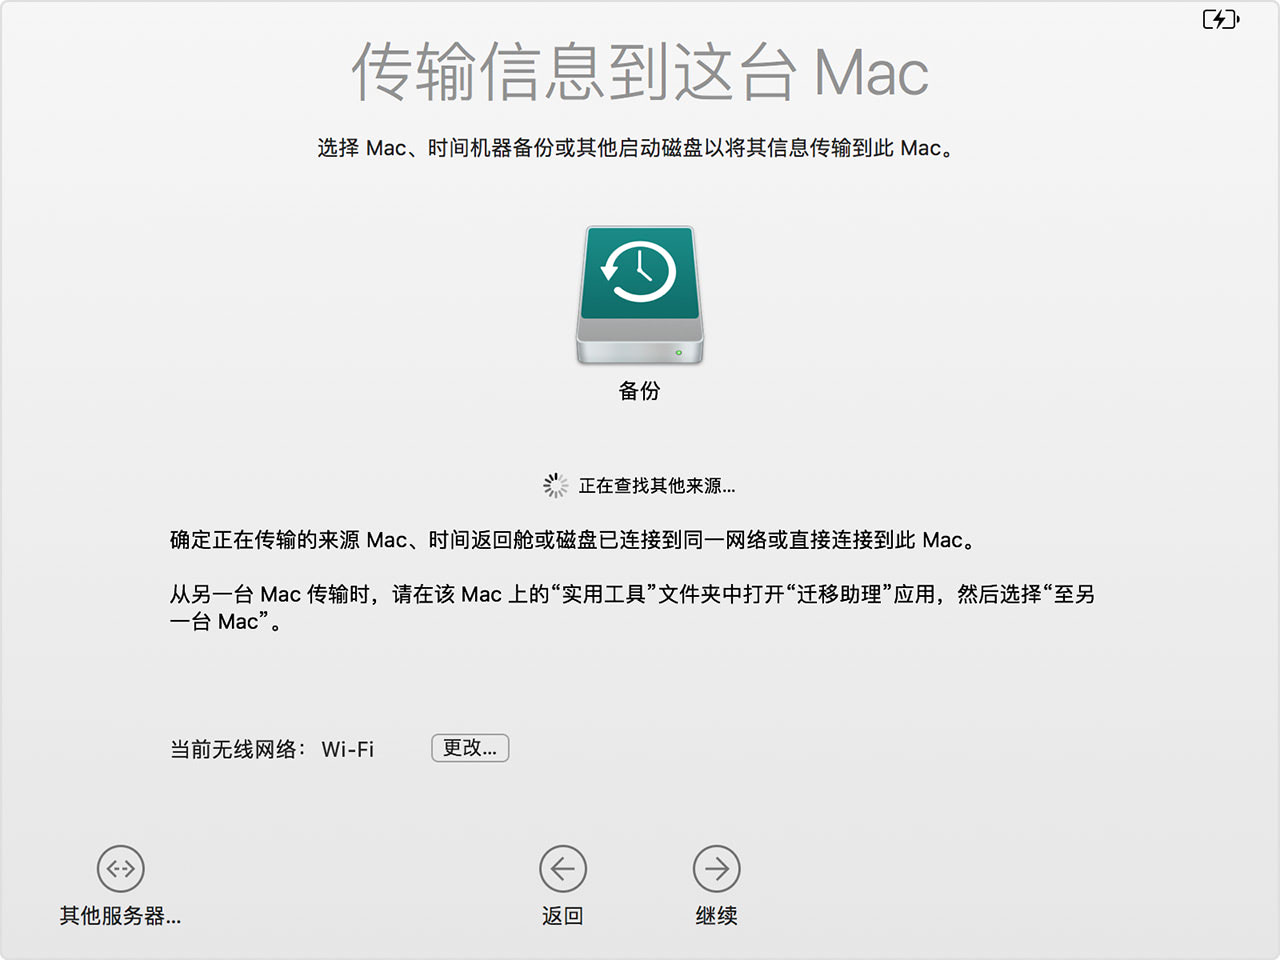 传输信息到这台 Mac
选择 Mac、时间机器备份或其他启动磁盘以将其信息传输到此 Mac。
备份
正在查找其他来源...
确定正在传输的来源 Mac、时间返回舱或磁盘已连接到同一网络或直接连接到此 Mac。
从另一台 Mac 传输时，请在该 Mac 上的“实用工具”文件夹中打开“迁移助理”应用，然后选择“至另
一台 Mac”。
当前无线网络： Wi-Fi 更改...
其他服务器... 返回 继续